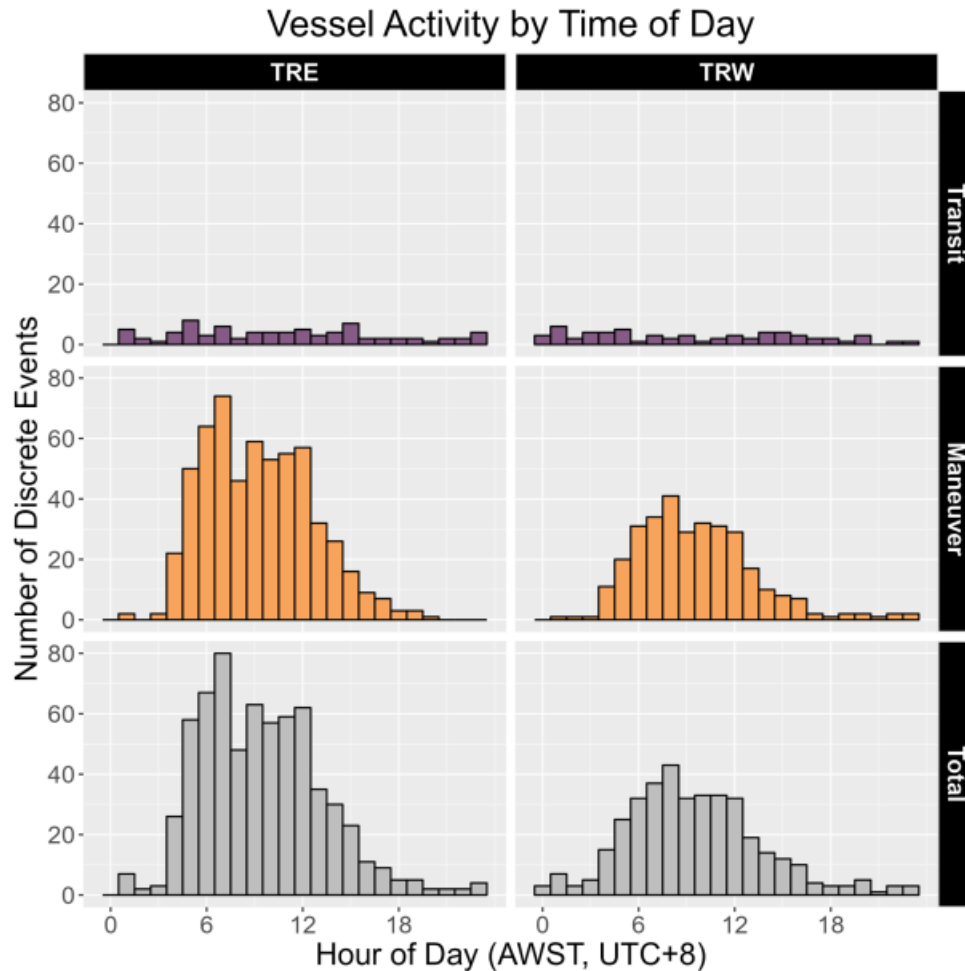 Vessel Activity by Time of Day
TRE TRW
80
60
40
20
0
Transit
80
60
40
20
0
Maneuver
80
60
40
20
0
Total
Number of Discrete Events
0 6 12 18 0 6 12 18
Hour of Day (AWST, UTC+8)